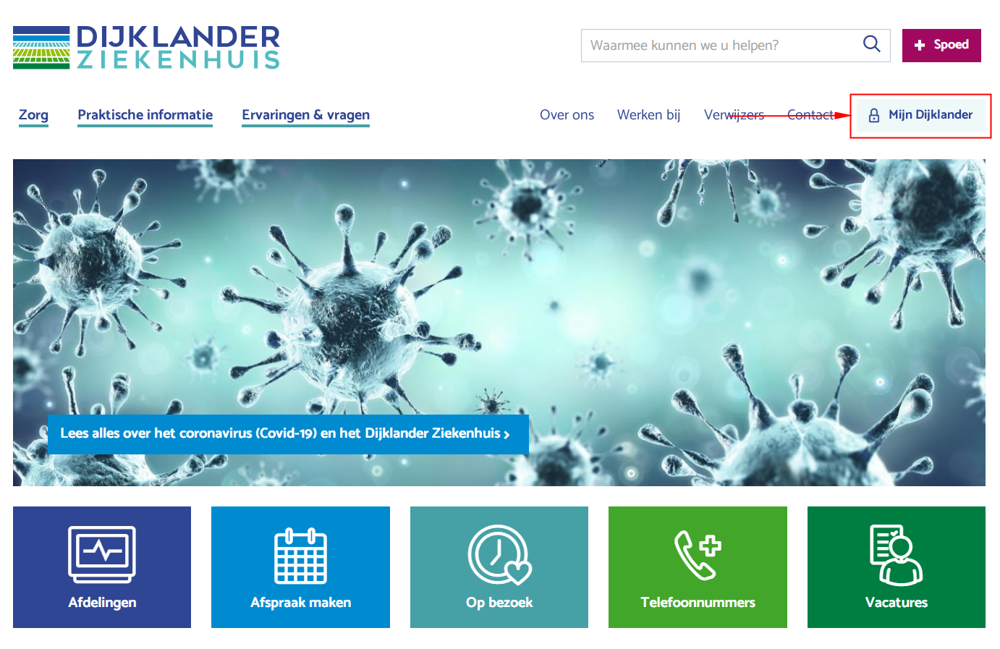 DIJKLANDER
ZIEKENHUIS
Waarmee kunnen we u helpen?
Spoed
Zorg
Praktische informatie
Ervaringen & vragen
Over ons
Werken bij
Verwijzers
Contact
Mijn Dijklander
Lees alles over het coronavirus (Covid-19) en het Dijklander Ziekenhuis
Afdelingen
Afspraak maken
Op bezoek
Telefoonnummers
Vacatures